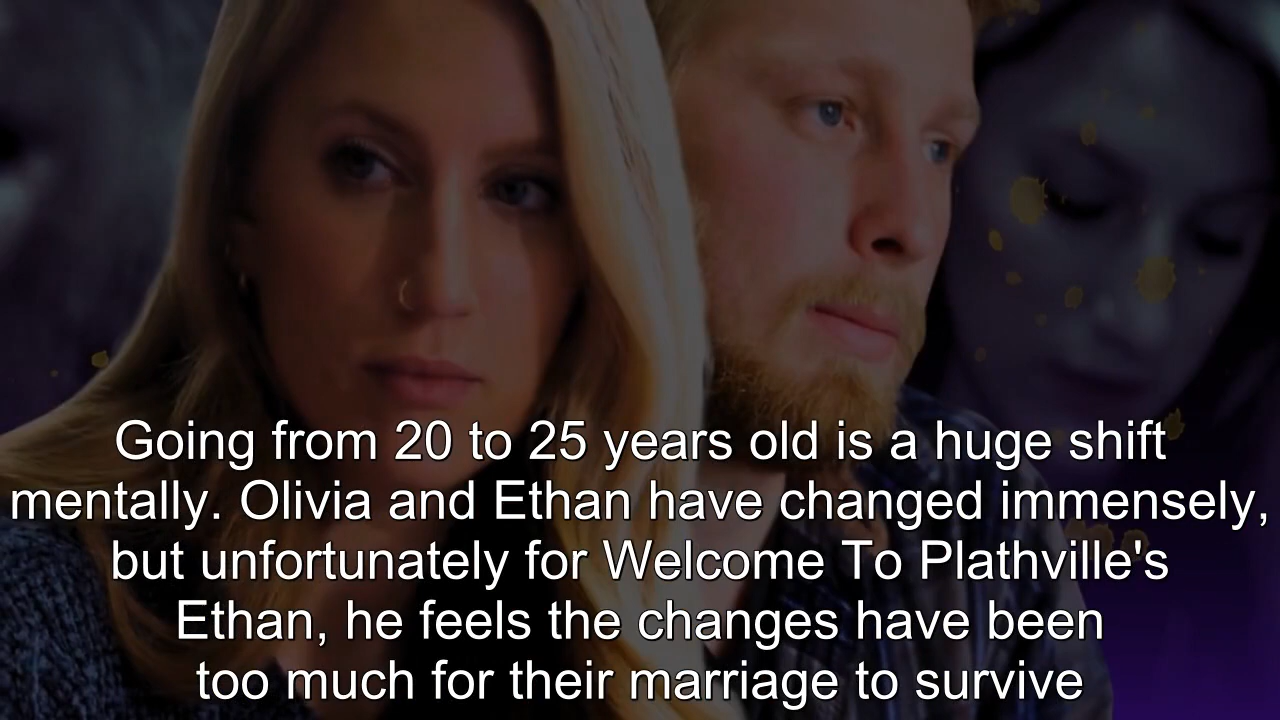 Going from 20 to 25 years old is a huge shift
mentally. Olivia and Ethan have changed immensely,
but unfortunately for Welcome To Plathville's
Ethan, he feels the changes have been
too much for their marriage to survive